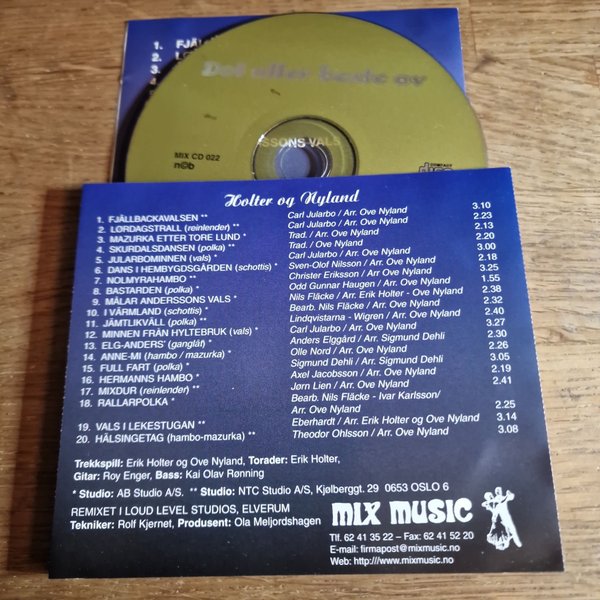 1. FJÄL
2. L
3.
Det aller beste av
SSONS VALS
MIX CD 022
n©b
COMPACT
disc
Holter og Nyland
1. FJÄLLBACKAVALSEN ** Carl Jularbo / Arr. Ove Nyland 3.10
2. LØRDAGSTRALL (reinlender) ** Carl Jularbo / Arr. Ove Nyland 2.23
3. MAZURKA ETTER TORE LUND * Trad. / Arr. Ove Nyland 2.13
4. SKURDALSDANSEN (polka) ** Trad. / Ove Nyland 2.20
5. JULARBOMINNEN (vals) * Carl Jularbo / Arr. Ove Nyland 3.00
6. DANS I HEMBYGDSGÅRDEN (schottis) * Sven-Olof Nilsson / Arr. Ove Nyland 2.18
7. NOLMYRAHAMBO ** Christer Eriksson / Arr. Ove Nyland 3.25
8. BASTARDEN (polka) * Odd Gunnar Haugen / Arr. Ove Nyland 1.55
9. MÅLAR ANDERSSONS VALS * Nils Fläcke / Arr. Erik Holter - Ove Nyland 2.38
10. I VÄRMLAND (schottis) * Bearb. Nils Fläcke / Arr. Ove Nyland 2.32
11. JÄMTLIKVÄLL (polka) ** Lindqvistarna - Wigren / Arr. Ove Nyland 2.40
12. MINNEN FRÅN HYLTEBRUK (vals) * Carl Jularbo / Arr. Ove Nyland 3.27
13. ELG-ANDERS' (ganglåt) * Anders Elggård / Arr. Sigmund Dehli 2.30
14. ANNE-MI (hambo / mazurka) * Olle Nord / Arr. Ove Nyland 2.26
15. FULL FART (polka) * Sigmund Dehli / Arr. Ove Nyland 3.05
16. HERMANNS HAMBO * Axel Jacobsson / Arr. Ove Nyland 2.19
17. MIXDUR (reinlender) ** Jørn Lien / Arr. Ove Nyland 2.41
18. RALLARPOLKA * Bearb. Nils Fläcke - Ivar Karlsson/
Arr. Ove Nyland 2.25
19. VALS I LEKESTUGAN ** Eberhardt / Arr. Erik Holter og Ove Nyland 3.14
20. HÄLSINGETAG (hambo-mazurka) ** Theodor Ohlsson / Arr. Ove Nyland 3.08
Trekkspill: Erik Holter og Ove Nyland, Torader: Erik Holter,
Gitar: Roy Enger, Bass: Kai Olav Rønning
* Studio: AB Studio A/S. ** Studio: NTC Studio A/S, Kjølberggt. 29 0653 OSLO 6
REMIXET I LOUD LEVEL STUDIOS, ELVERUM
Tekniker: Rolf Kjernet, Produsent: Ola Meljordshagen
MIX MUSIC
Tlf. 62 41 35 22 – Fax: 62 41 52 20
E-mail: firmapost@mixmusic.no
Web: http:///www.mixmusic.no